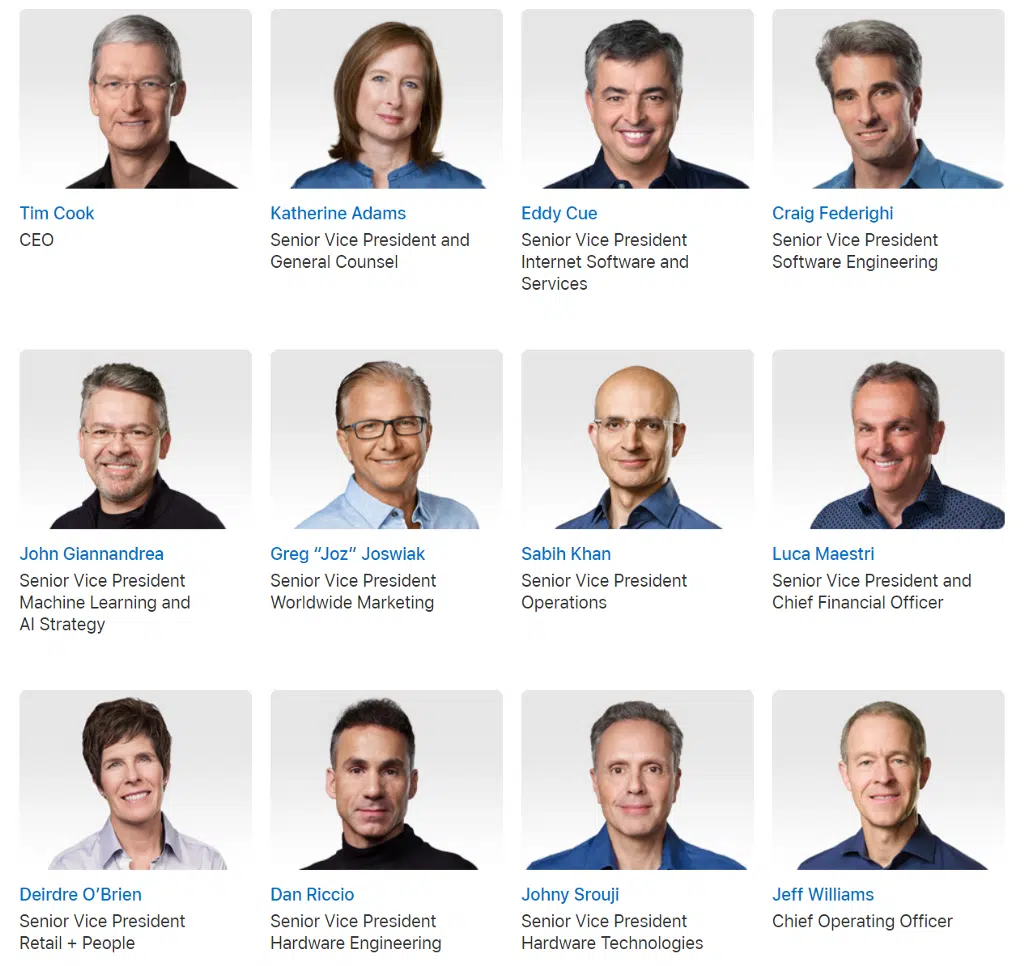 Tim Cook
CEO
Katherine Adams
Senior Vice President and
General Counsel
Eddy Cue
Senior Vice President
Internet Software and
Services
Craig Federighi
Senior Vice President
Software Engineering
John Giannandrea
Senior Vice President
Machine Learning and
AI Strategy
Greg “Joz” Joswiak
Senior Vice President
Worldwide Marketing
Sabih Khan
Senior Vice President
Operations
Luca Maestri
Senior Vice President and
Chief Financial Officer
Deirdre O’Brien
Senior Vice President
Retail + People
Dan Riccio
Senior Vice President
Hardware Engineering
Johny Srouji
Senior Vice President
Hardware Technologies
Jeff Williams
Chief Operating Officer